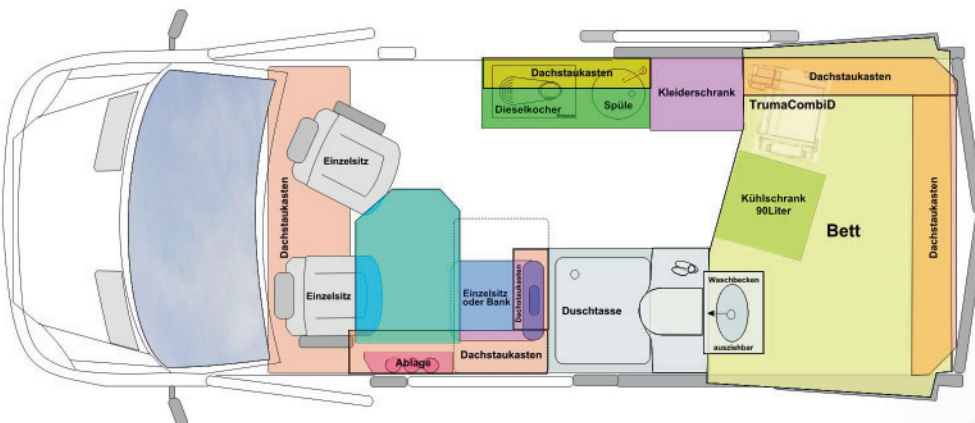 Dachstaukasten
Einzelsitz
Einzelsitz
Dachstaukasten
Dieselkocher
Spüle
Kleiderschrank
Dachstaukasten
TrumaCombiD
Kühlschrank
90Liter
Bett
Dachstaukasten
Einzelsitz
oder Bank
Dachstaukasten
Dachstaukasten
Ablage
Duschtasse
Waschbecken
ausziehbar